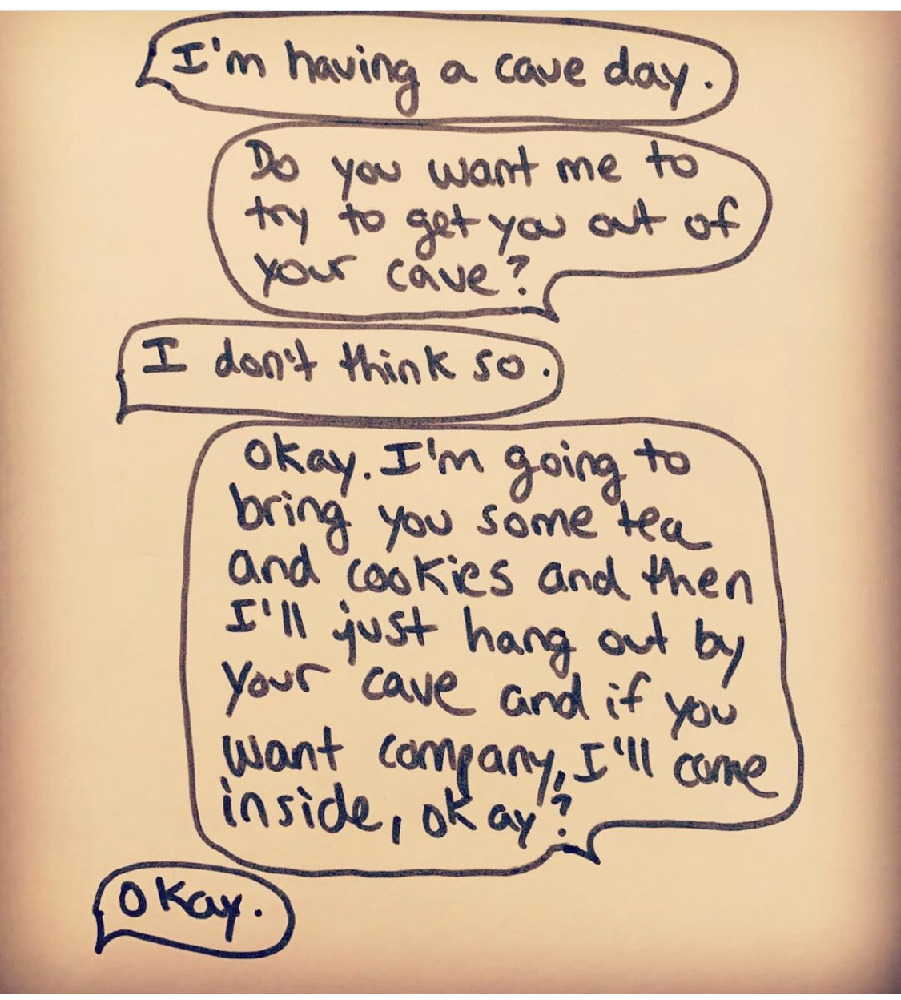 I'm having a cave day.
Do you want me to
try to get you out of
your cave?
I don't think so.
Okay. I'm going to
bring you some tea
and cookies and then
I'll just hang out by
your cave and if you
want company, I'll come
inside, okay?
Okay.